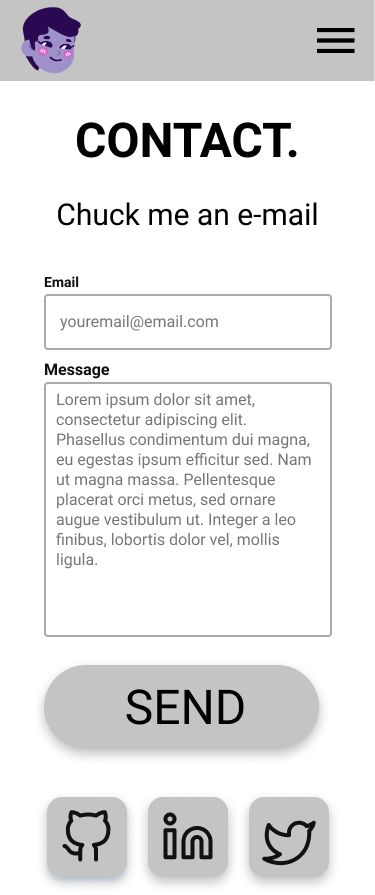 CONTACT.
Chuck me an e-mail
Email
youremail@email.com
Message
Lorem ipsum dolor sit amet,
consectetur adipiscing elit.
Phasellus condimentum dui magna,
eu egestas ipsum efficitur sed. Nam
ut magna massa. Pellentesque
placerat orci metus, sed ornare
augue vestibulum ut. Integer a leo
finibus, lobortis dolor vel, mollis
ligula.
SEND
in